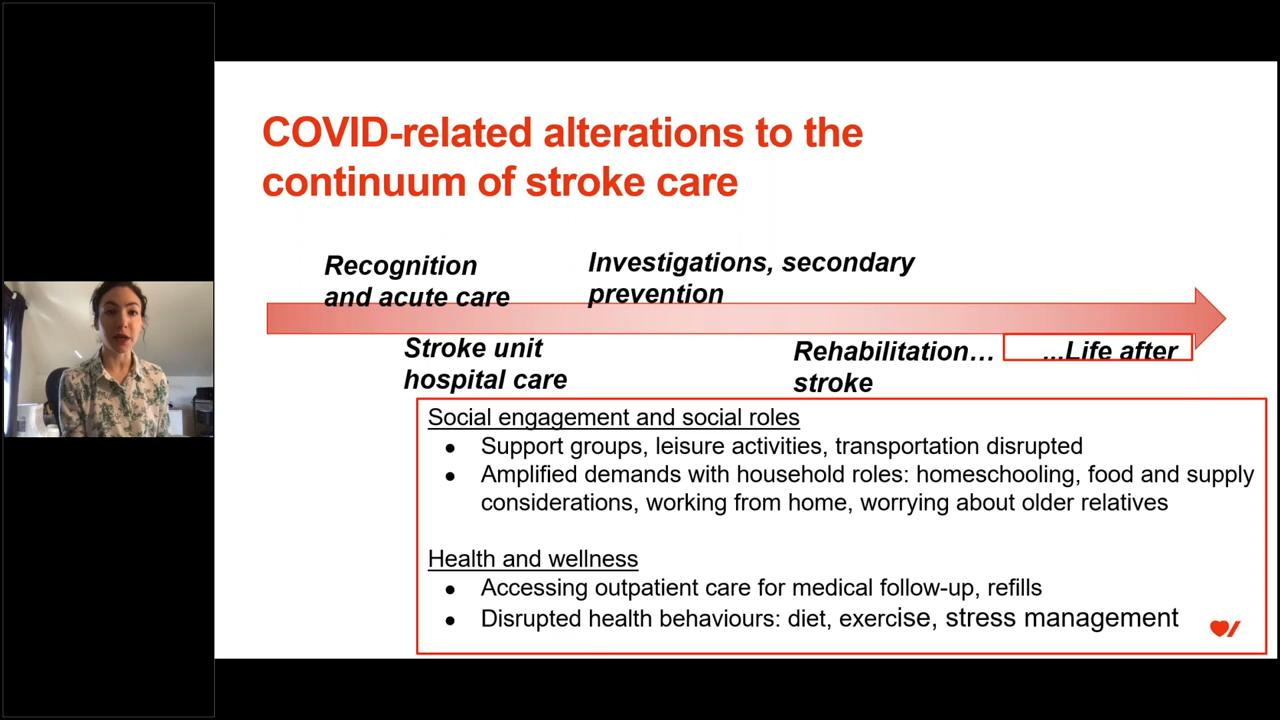 COVID-related alterations to the
continuum of stroke care
Recognition
and acute care
Investigations, secondary
prevention
Stroke unit
hospital care
Rehabilitation…
...Life after
stroke
Social engagement and social roles
● Support groups, leisure activities, transportation disrupted
● Amplified demands with household roles: homeschooling, food and supply
considerations, working from home, worrying about older relatives
Health and wellness
● Accessing outpatient care for medical follow-up, refills
● Disrupted health behaviours: diet, exercise, stress management